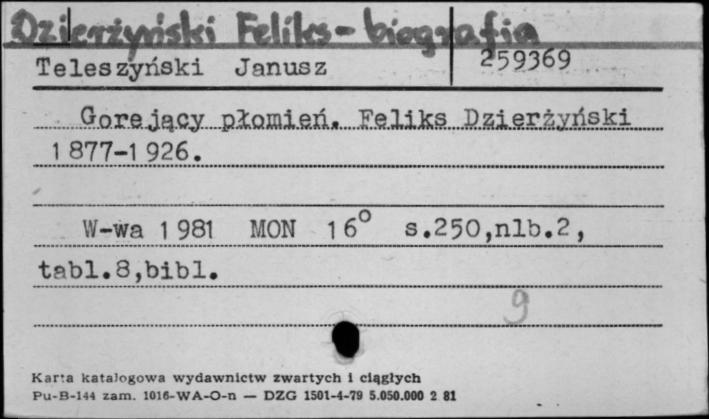 Dzierżyński Feliks - biografia
Teleszyński Janusz 259369
Gorejący płomień. Feliks Dzierżyński
1877-1926.
W-wa 1981 MON 16° s.250,nlb.2,
tabl.8,bibl.
9
Karta katalogowa wydawnictw zwartych i ciągłych
Pu-B-144 zam. 1016-WA-O-n — DZG 1501-4-79 5.050.000 2 81